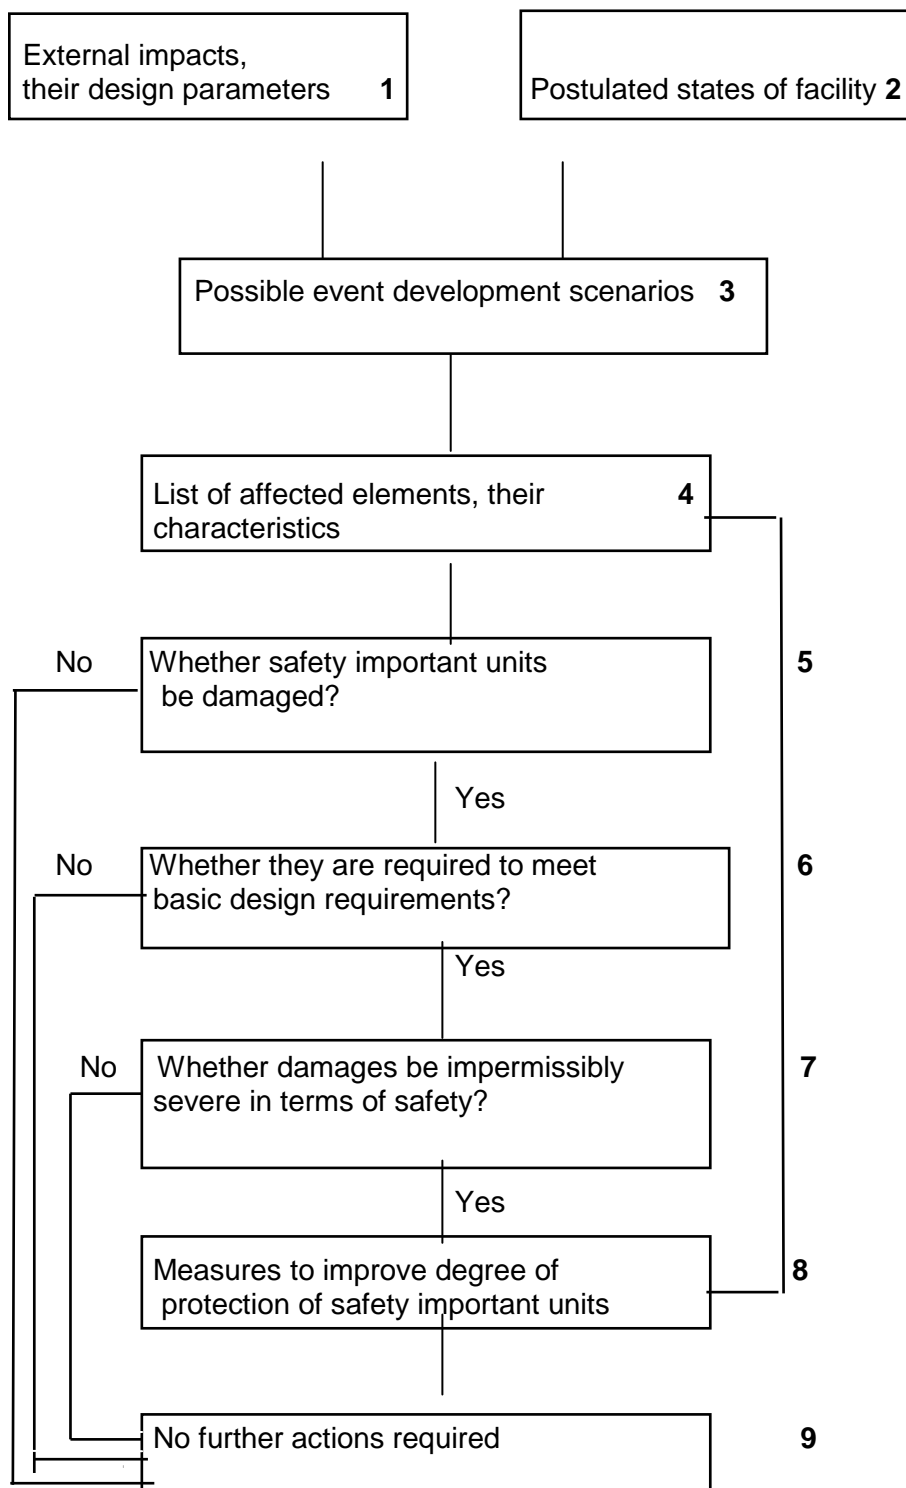 External impacts,
their design parameters 1
Postulated states of facility 2
Possible event development scenarios 3
List of affected elements, their 4
characteristics
No Whether safety important units 5
be damaged?
Yes
No Whether they are required to meet 6
basic design requirements?
Yes
No Whether damages be impermissibly 7
severe in terms of safety?
Yes
Measures to improve degree of 8
protection of safety important units
No further actions required 9